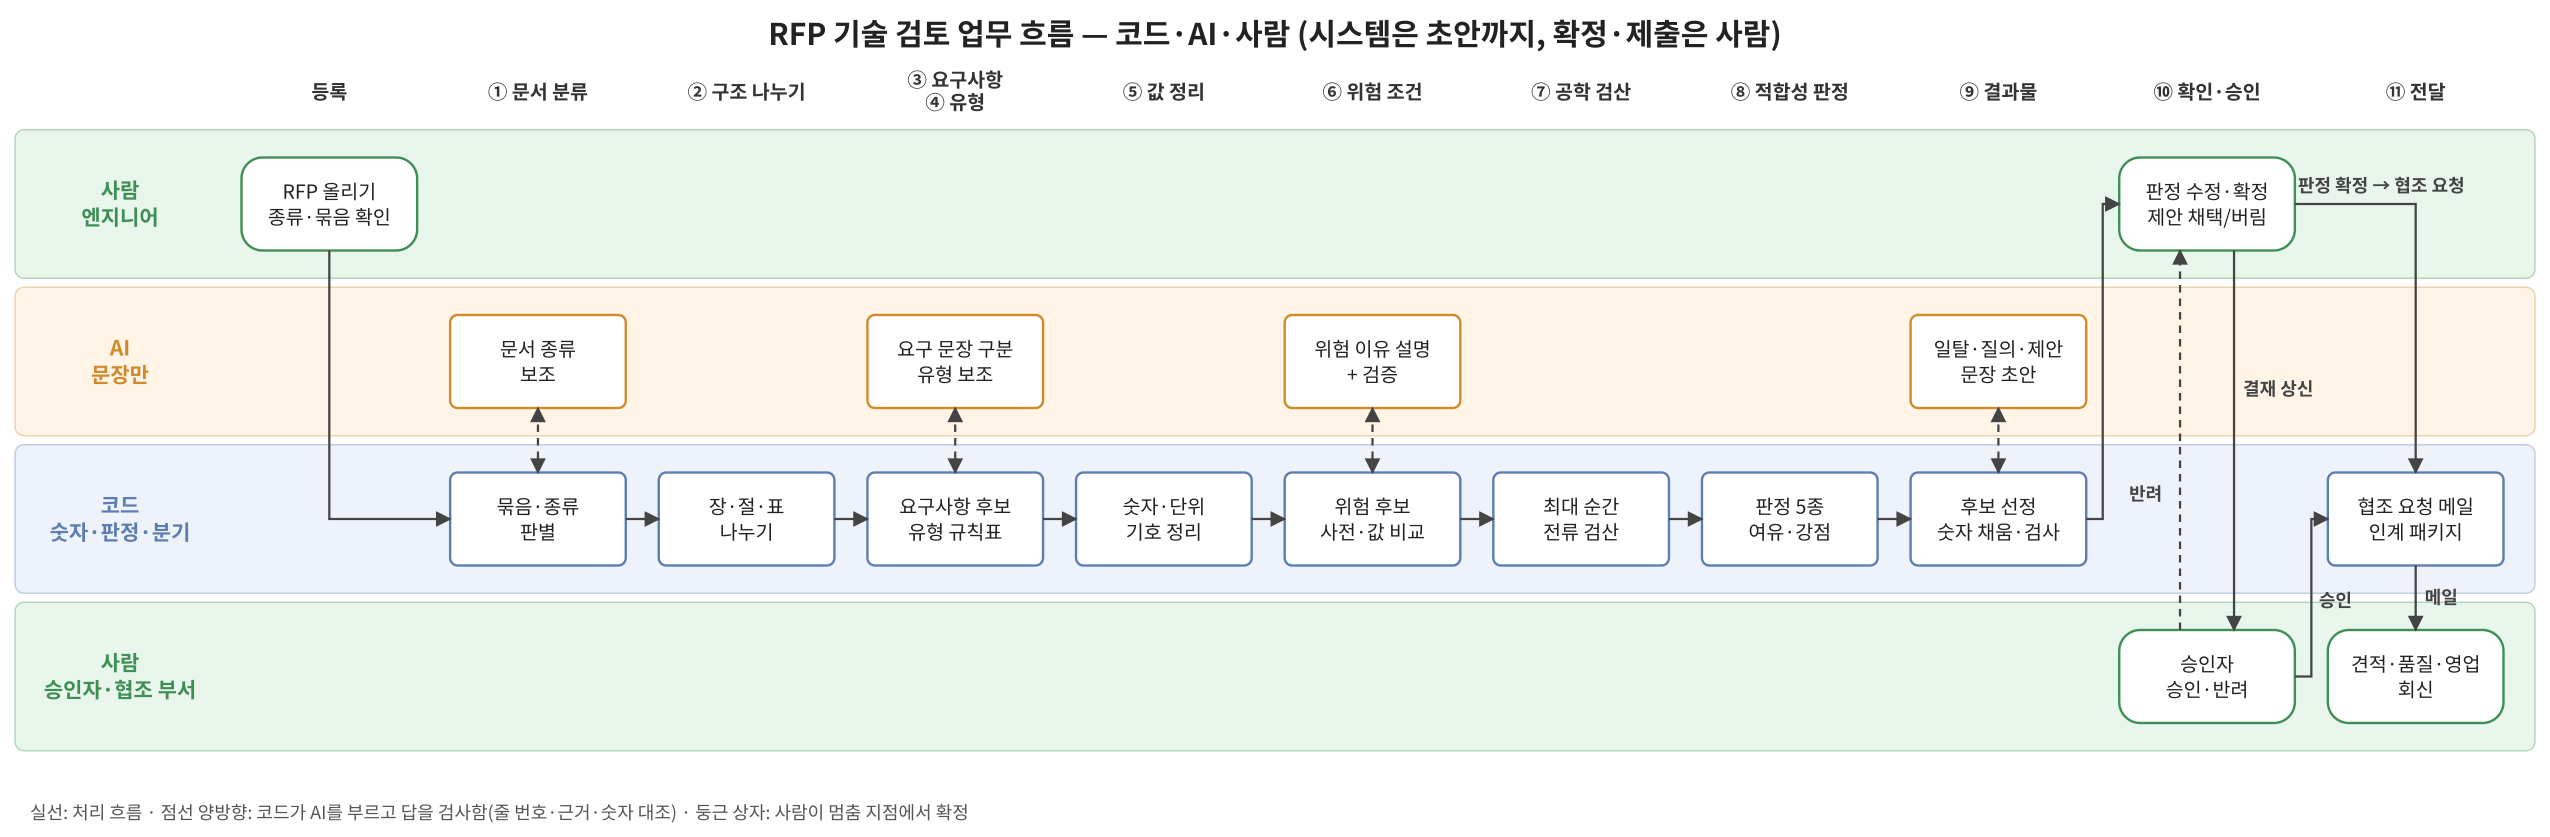 RFP 기술 검토 업무 흐름 — 코드·AI·사람 (시스템은 초안까지, 확정·제출은 사람)
등록
① 문서 분류
② 구조 나누기
③ 요구사항
④ 유형
⑤ 값 정리
⑥ 위험 조건
⑦ 공학 검산
⑧ 적합성 판정
⑨ 결과물
⑩ 확인·승인
⑪ 전달
사람
엔지니어
RFP 올리기
종류·묶음 확인
판정 수정·확정
제안 채택/버림
판정 확정 → 협조 요청
AI
문장만
문서 종류
보조
요구 문장 구분
유형 보조
위험 이유 설명
+ 검증
일탈·질의·제안
문장 초안
결재 상신
코드
숫자·판정·분기
묶음·종류
판별
장·절·표
나누기
요구사항 후보
유형 규칙표
숫자·단위
기호 정리
위험 후보
사전·값 비교
최대 순간
전류 검산
판정 5종
여유·강점
후보 선정
숫자 채움·검사
반려
협조 요청 메일
인계 패키지
승인
메일
사람
승인자·협조 부서
승인자
승인·반려
견적·품질·영업
회신
실선: 처리 흐름 · 점선 양방향: 코드가 AI를 부르고 답을 검사함(줄 번호·근거·숫자 대조) · 둥근 상자: 사람이 멈춤 지점에서 확정